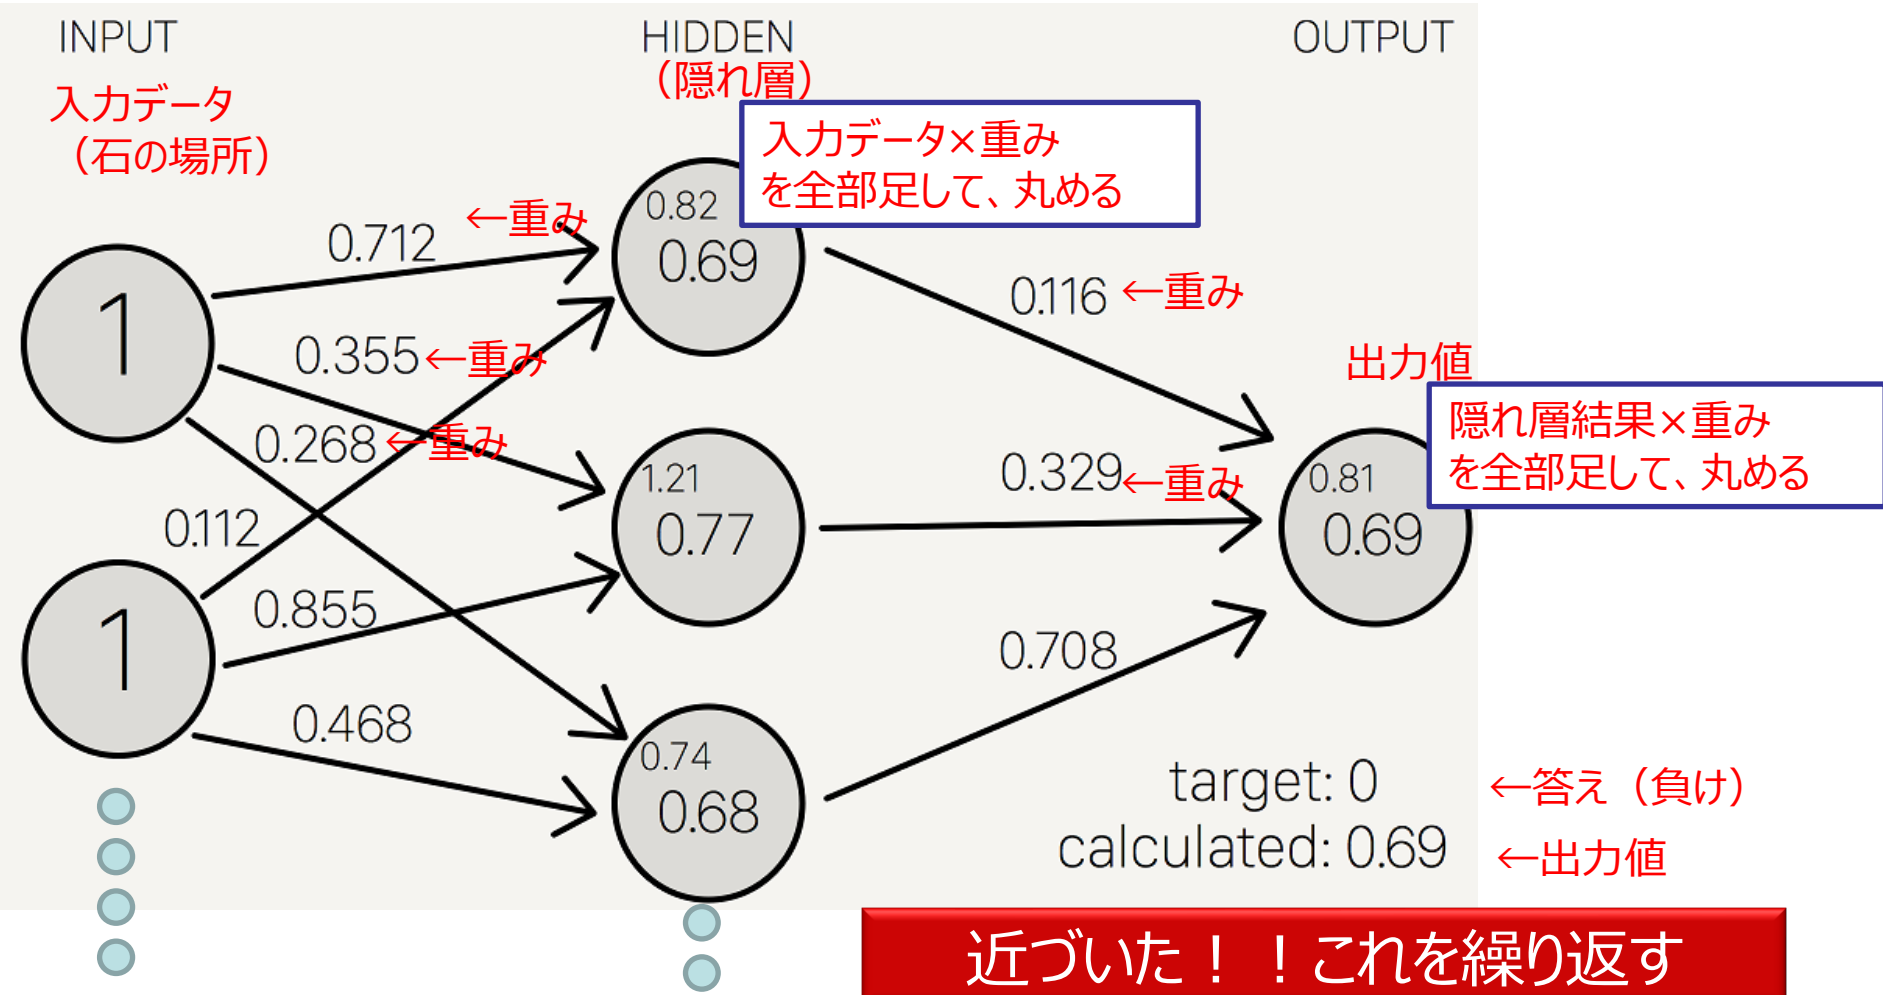 INPUT
HIDDEN
OUTPUT
(隠れ層)
入力データ
(石の場所)
入力データ×重み
を全部足して、丸める
0.82
0.69
0.712
←重み
1
0.355
←重み
0.116
←重み
出力値
隠れ層結果×重み
を全部足して、丸める
0.268
←重み
1.21
0.77
0.329
←重み
0.81
0.69
0.112
0.855
1
0.708
0.468
0.74
0.68
target: 0
←答え(負け)
calculated: 0.69
←出力値
近づいた!!これを繰り返す